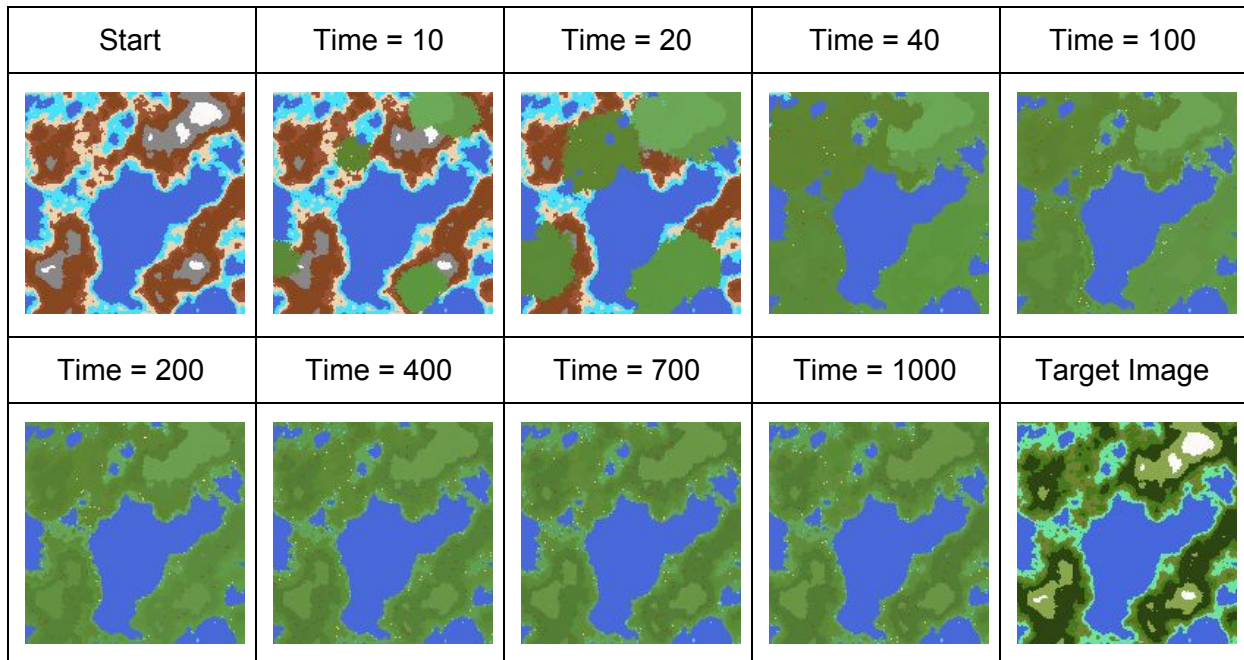 Start
Time = 10
Time = 20
Time = 40
Time = 100
Time = 200
Time = 400
Time = 700
Time = 1000
Target Image